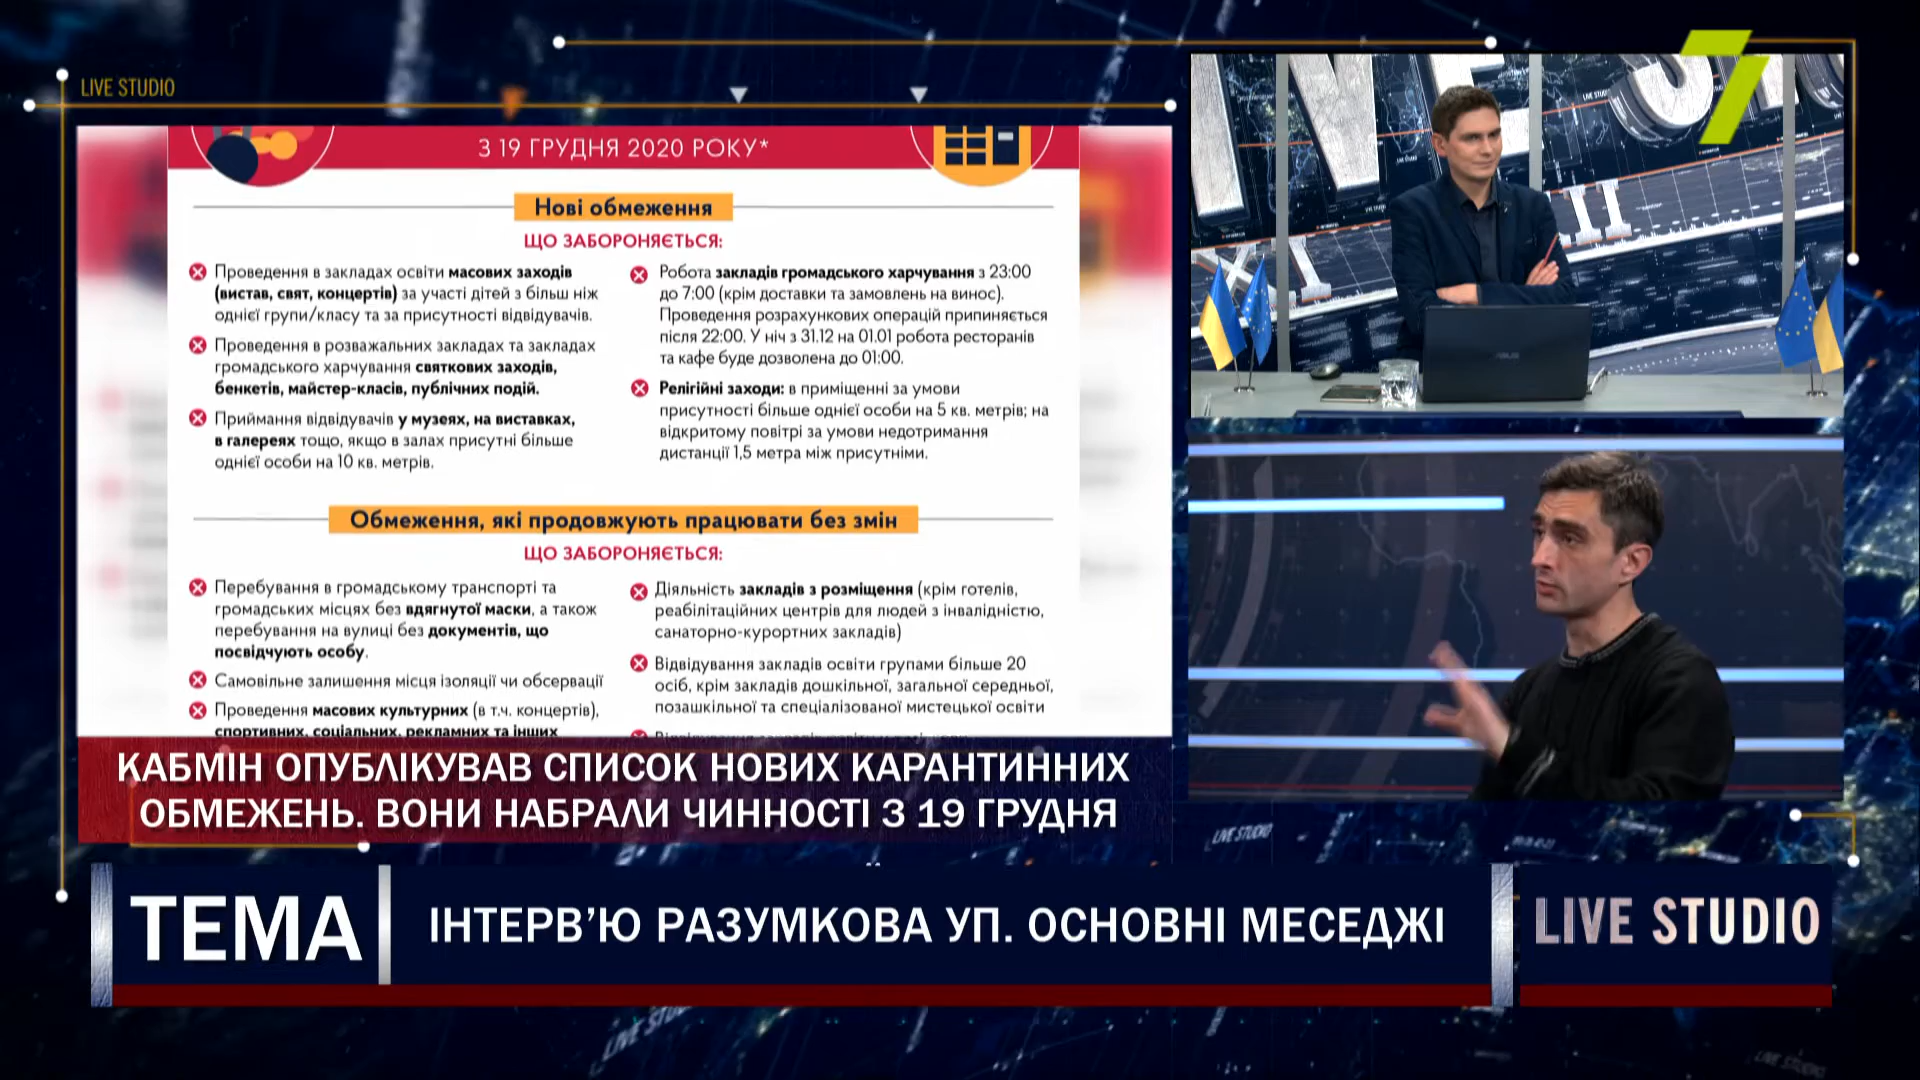 LIVE STUDIO
7
З 19 ГРУДНЯ 2020 РОКУ*
Нові обмеження
ЩО ЗАБОРОНЯЄТЬСЯ:
Проведення в закладах освіти масових заходів
(вистав, свят, концертів) за участі дітей з більш ніж
однієї групи/класу та за присутності відвідувачів.
Проведення в розважальних закладах та закладах
громадського харчування святкових заходів,
бенкетів, майстер-класів, публічних подій.
Приймання відвідувачів у музеях, на виставках,
в галереях тощо, якщо в залах присутні більше
однієї особи на 10 кв. метрів.
Робота закладів громадського харчування з 23:00
до 7:00 (крім доставки та замовлень на винос).
Проведення розрахункових операцій припиняється
після 22:00. У ніч з 31.12 на 01.01 робота ресторанів
та кафе буде дозволена до 01:00.
Релігійні заходи: в приміщенні за умови
присутності більше однієї особи на 5 кв. метрів; на
відкритому повітрі за умови недотримання
дистанції 1,5 метра між присутніми.
Обмеження, які продовжують працювати без змін
ЩО ЗАБОРОНЯЄТЬСЯ:
Перебування в громадському транспорті та
громадських місцях без вдягнутої маски, а також
перебування на вулиці без документів, що
посвідчують особу.
Самовільне залишення місця ізоляції чи обсервації
Проведення масових культурних (в т.ч. концертів),
спортивних, соціальних, рекламних та інших
Діяльність закладів з розміщення (крім готелів,
реабілітаційних центрів для людей з інвалідністю,
санаторно-курортних закладів)
Відвідування закладів освіти групами більше 20
осіб, крім закладів дошкільної, загальної середньої,
позашкільної та спеціалізованої мистецької освіти
КАБМІН ОПУБЛІКУВАВ СПИСОК НОВИХ КАРАНТИННИХ
ОБМЕЖЕНЬ. ВОНИ НАБРАЛИ ЧИННОСТІ З 19 ГРУДНЯ
ТЕМА
ІНТЕРВ’Ю РАЗУМКОВА УП. ОСНОВНІ МЕСЕДЖІ
LIVE STUDIO